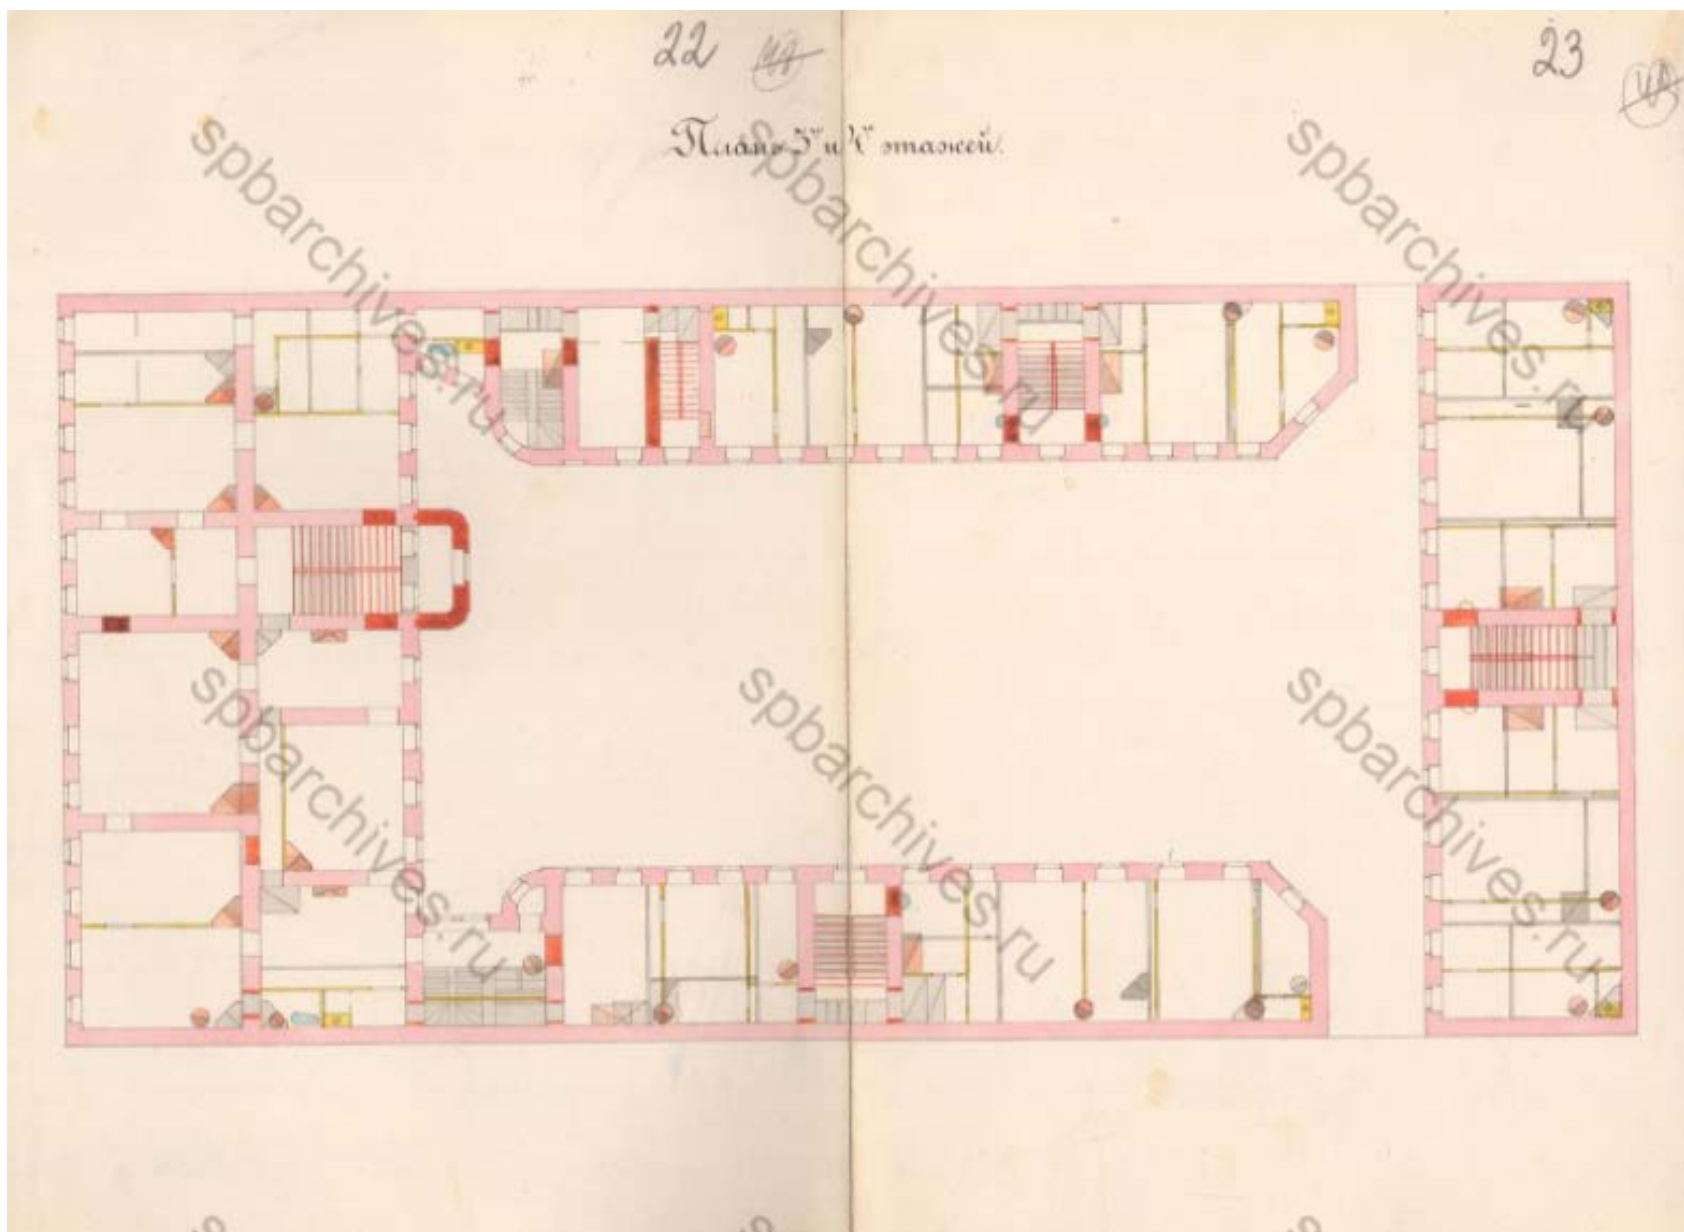 22
23
Планъ 3го и 4го этажей.
spbarchives.ru
spbarchives.ru
spbarchives.ru
spbarchives.ru
spbarchives.ru
spbarchives.ru